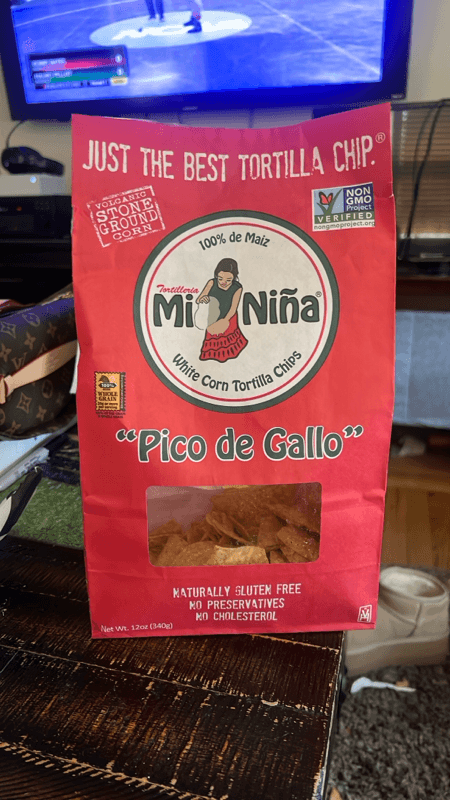 JUST THE BEST TORTILLA CHIP.®
VOLCANIC
STONE
GROUND
CORN
NON
GMO
Project
VERIFIED
nongmoproject.org
100% de Maiz
Tortilleria
Mi Niña®
White Corn Tortilla Chips
100%
WHOLE
GRAIN
“Pico de Gallo”
NATURALLY GLUTEN FREE
NO PRESERVATIVES
NO CHOLESTEROL
Net Wt. 12oz (340g)